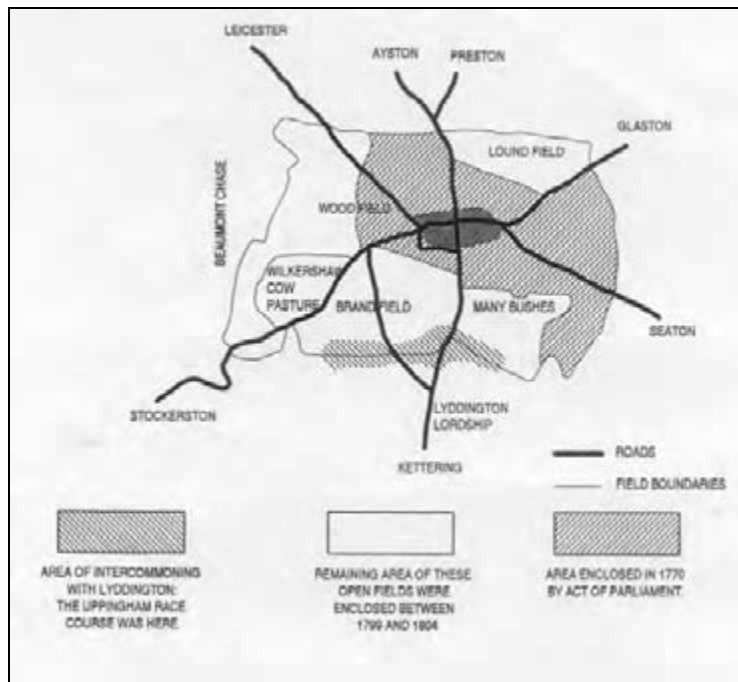 LEICESTER
AYSTON
PRESTON
GLASTON
LOUND FIELD
BEAUMONT CHASE
WOOD FIELD
WILKERSHAW
COW
PASTURE
BRAND FIELD
MANY BUSHES
SEATON
STOCKERSTON
LYDDINGTON
LORDSHIP
KETTERING
ROADS
FIELD BOUNDARIES
AREA OF INTERCOMMONING
WITH LYDDINGTON:
THE UPPINGHAM RACE
COURSE WAS HERE.
REMAINING AREA OF THESE
OPEN FIELDS WERE
ENCLOSED BETWEEN
1799 AND 1804
AREA ENCLOSED IN 1770
BY ACT OF PARLIAMENT.